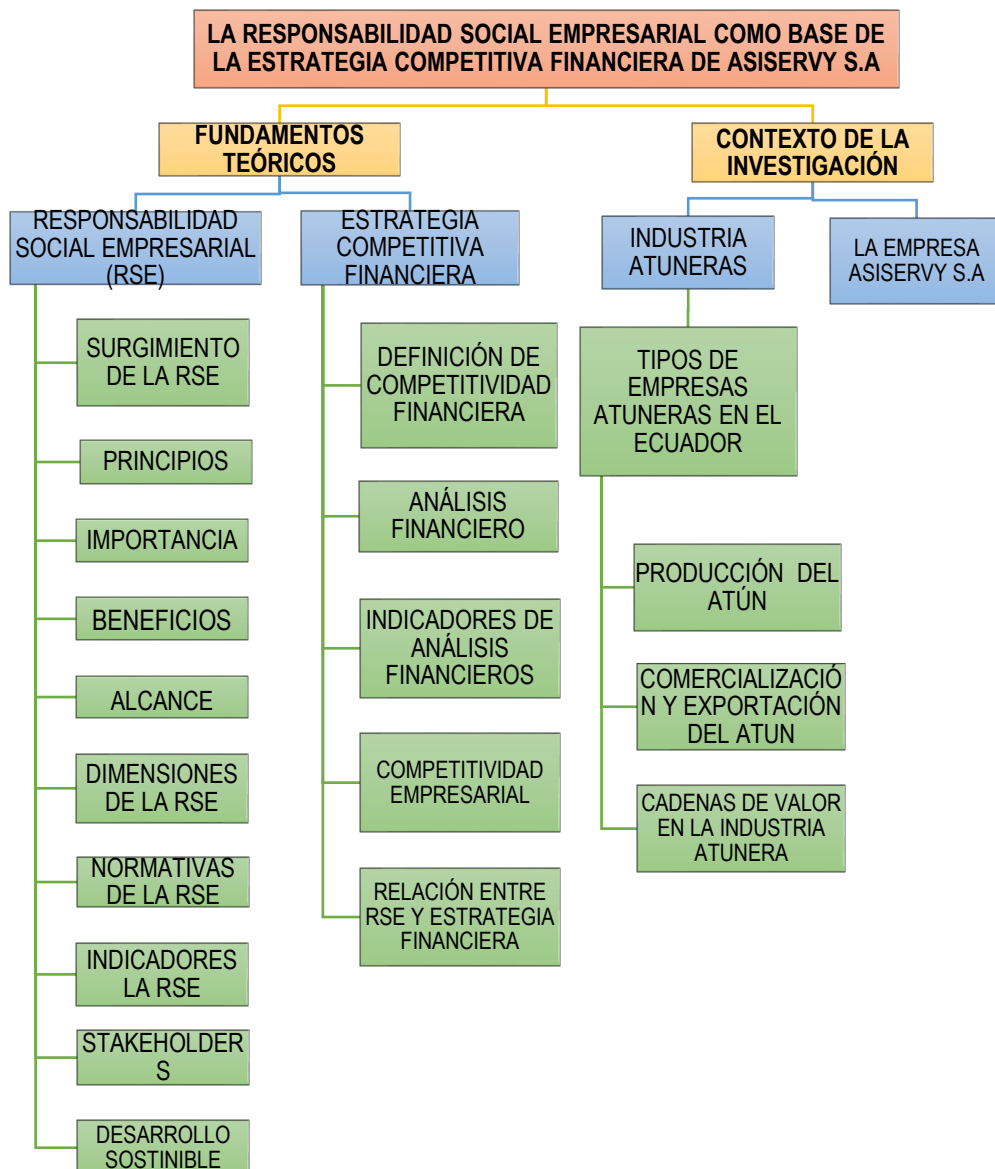 LA RESPONSABILIDAD SOCIAL EMPRESARIAL COMO BASE DE
LA ESTRATEGIA COMPETITIVA FINANCIERA DE ASISERVY S.A
FUNDAMENTOS
TEÓRICOS
CONTEXTO DE LA
INVESTIGACIÓN
RESPONSABILIDAD
SOCIAL EMPRESARIAL
(RSE)
ESTRATEGIA
COMPETITIVA
FINANCIERA
INDUSTRIA
ATUNERAS
LA EMPRESA
ASISERVY S.A
SURGIMIENTO
DE LA RSE
PRINCIPIOS
IMPORTANCIA
BENEFICIOS
ALCANCE
DIMENSIONES
DE LA RSE
NORMATIVAS
DE LA RSE
INDICADORES
LA RSE
STAKEHOLDER
S
DESARROLLO
SOSTINIBLE
DEFINICIÓN DE
COMPETITIVIDAD
FINANCIERA
ANÁLISIS
FINANCIERO
INDICADORES DE
ANÁLISIS
FINANCIEROS
COMPETITIVIDAD
EMPRESARIAL
RELACIÓN ENTRE
RSE Y ESTRATEGIA
FINANCIERA
TIPOS DE
EMPRESAS
ATUNERAS EN EL
ECUADOR
PRODUCCIÓN DEL
ATÚN
COMERCIALIZACIÓ
N Y EXPORTACIÓN
DEL ATUN
CADENAS DE VALOR
EN LA INDUSTRIA
ATUNERA